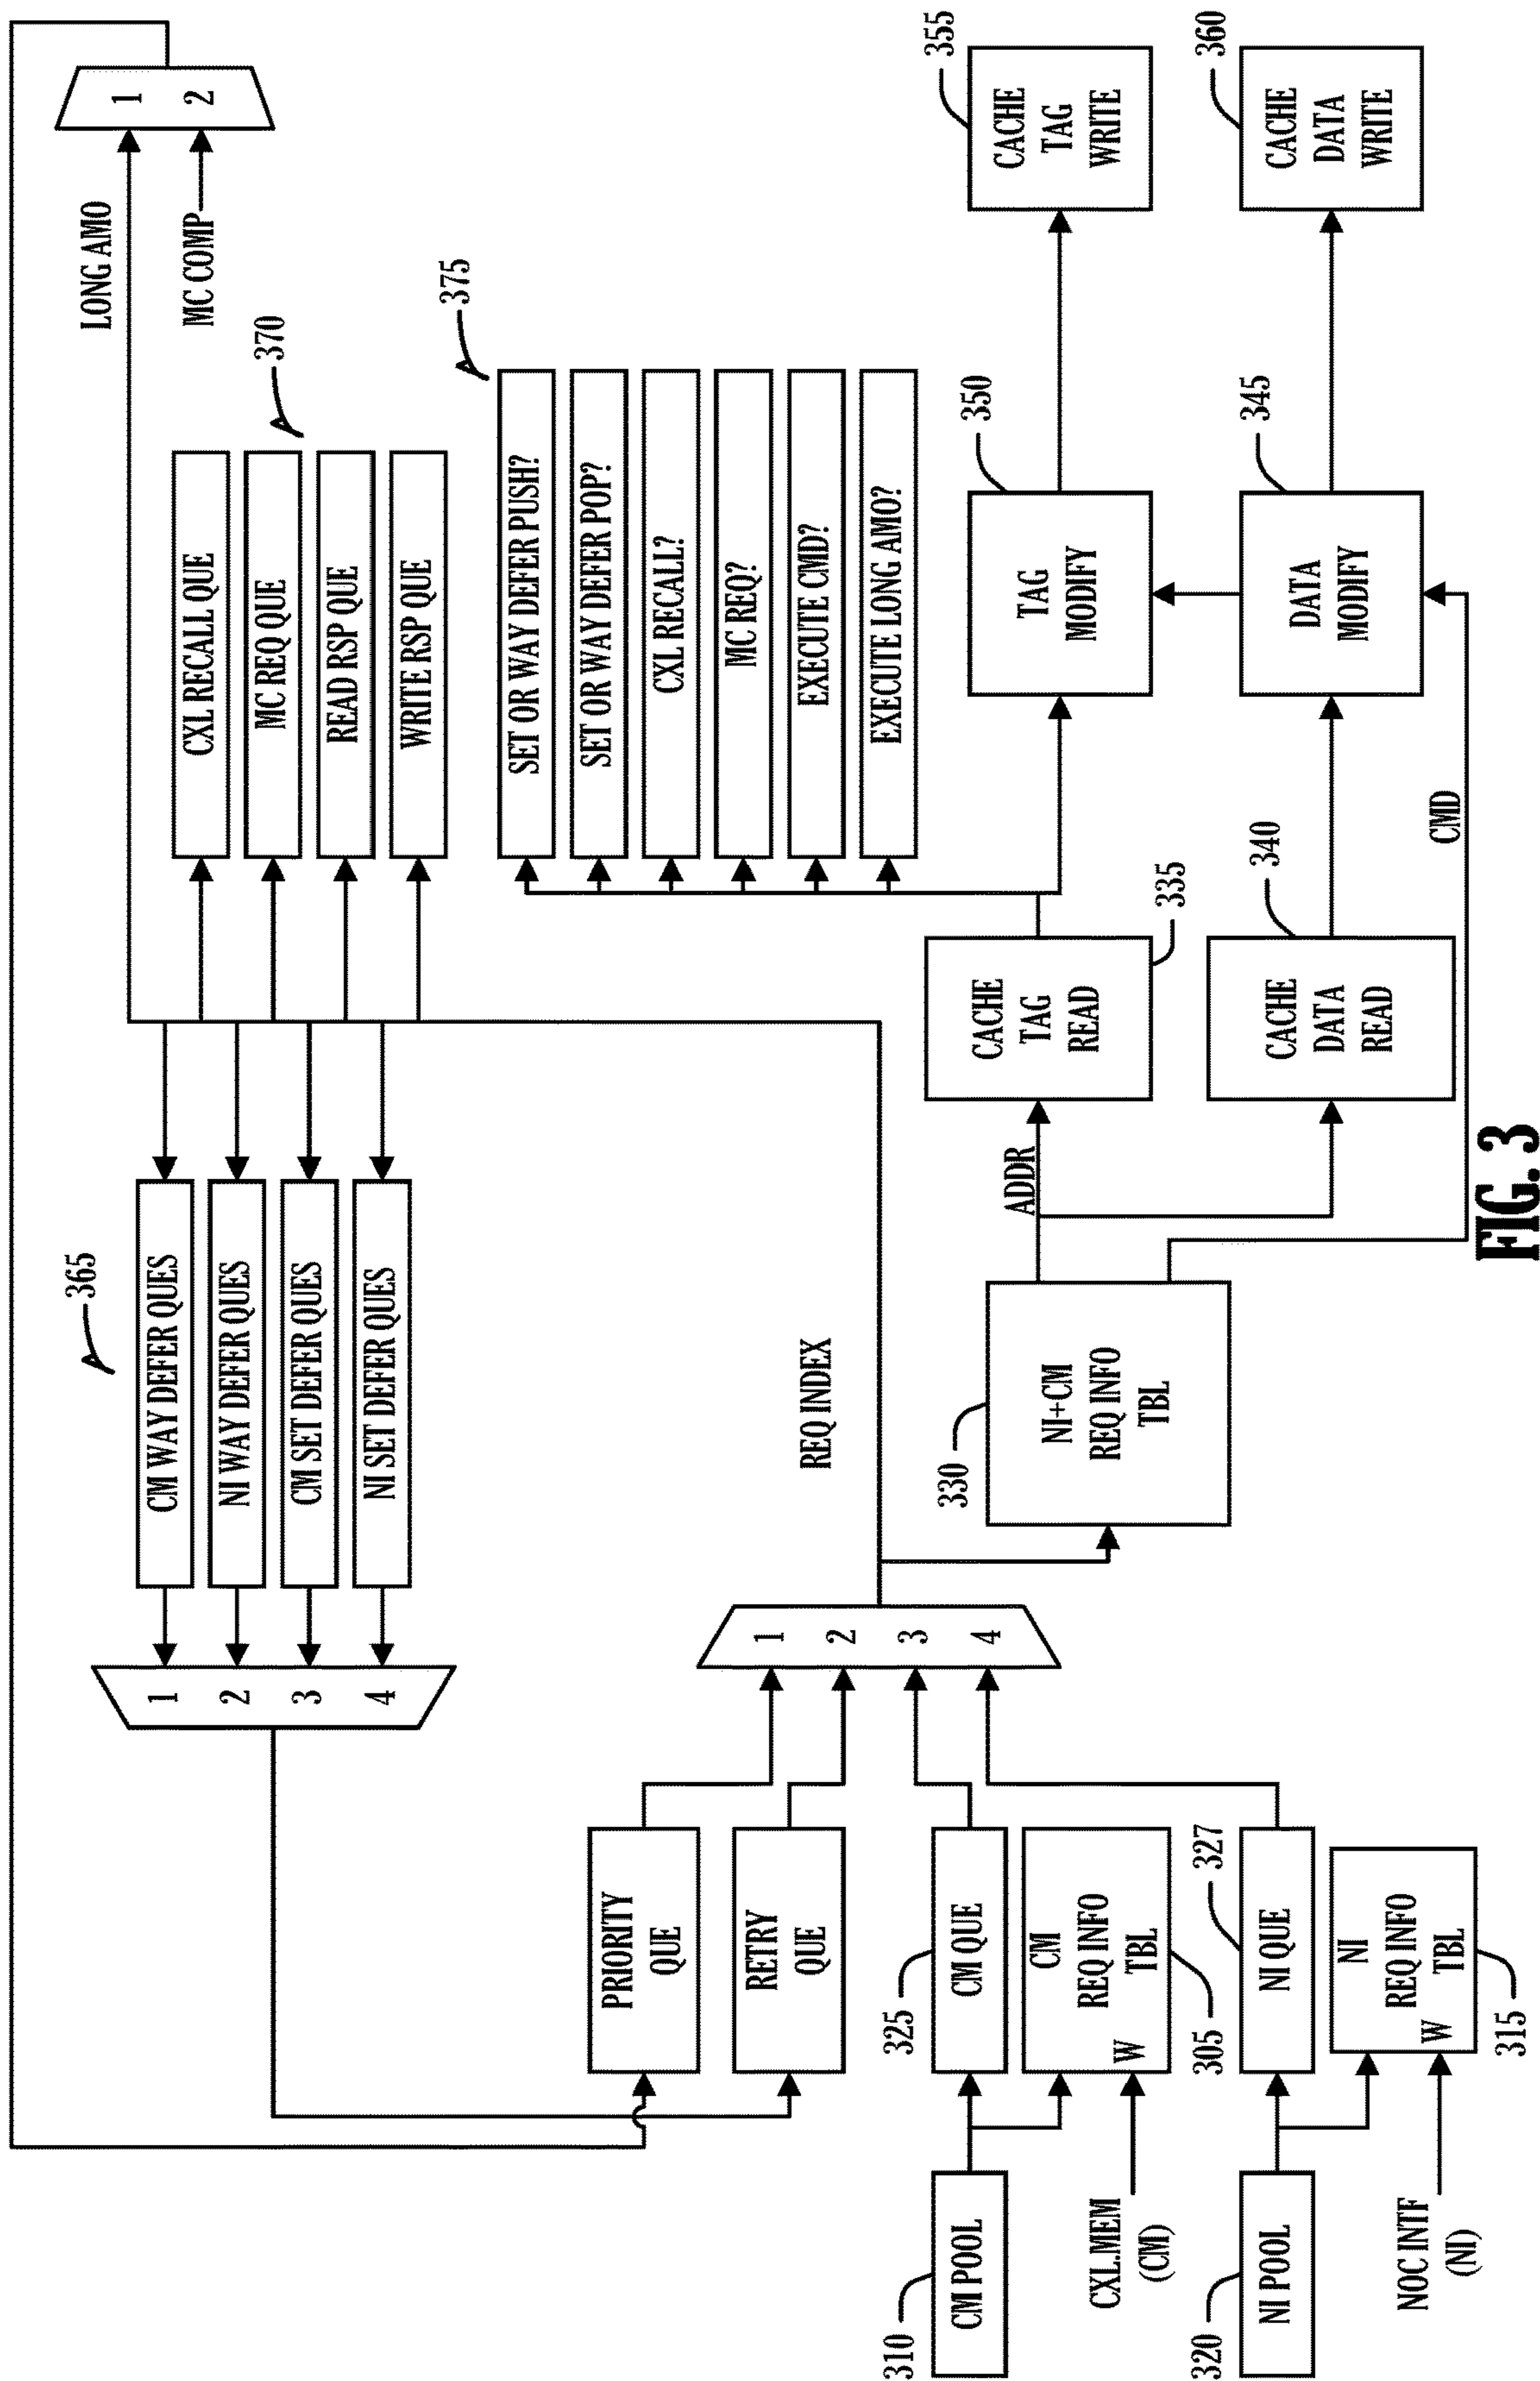 365
CM WAY DEFER QUES
NI WAY DEFER QUES
CM SET DEFER QUES
NI SET DEFER QUES
1
2
3
4
370
CXL RECALL QUE
MC REQ QUE
READ RSP QUE
WRITE RSP QUE
LONG AMO
MC COMP
1
2
375
SET OR WAY DEFER PUSH?
SET OR WAY DEFER POP?
CXL RECALL?
MC REQ?
EXECUTE CMD?
EXECUTE LONG AMO?
PRIORITY
QUE
RETRY
QUE
1
2
3
4
REQ INDEX
310
CM POOL
325
CM QUE
CM
REQ INFO
TBL
W
305
CXL.MEM
(CM)
320
NI POOL
327
NI QUE
NI
REQ INFO
TBL
W
315
NOC INTF
(NI)
330
NI+CM
REQ INFO
TBL
ADDR
CACHE
TAG
READ
335
340
CACHE
DATA
READ
CMD
350
TAG
MODIFY
345
DATA
MODIFY
355
CACHE
TAG
WRITE
360
CACHE
DATA
WRITE
FIG. 3